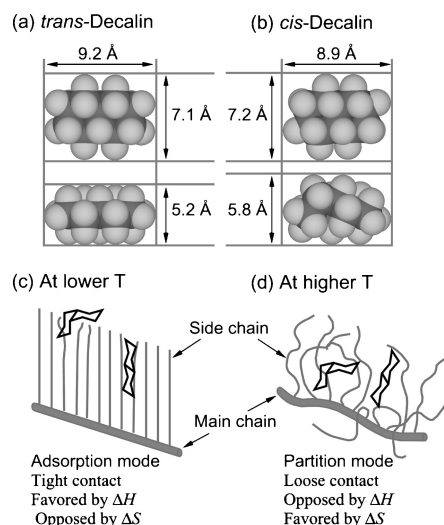 (a) trans-Decalin
(b) cis-Decalin
9.2 Å
8.9 Å
7.1 Å
7.2 Å
5.2 Å
5.8 Å
(c) At lower T
(d) At higher T
Side chain
Main chain
Adsorption mode
Tight contact
Favored by ΔH
Opposed by ΔS
Partition mode
Loose contact
Opposed by ΔH
Favored by ΔS